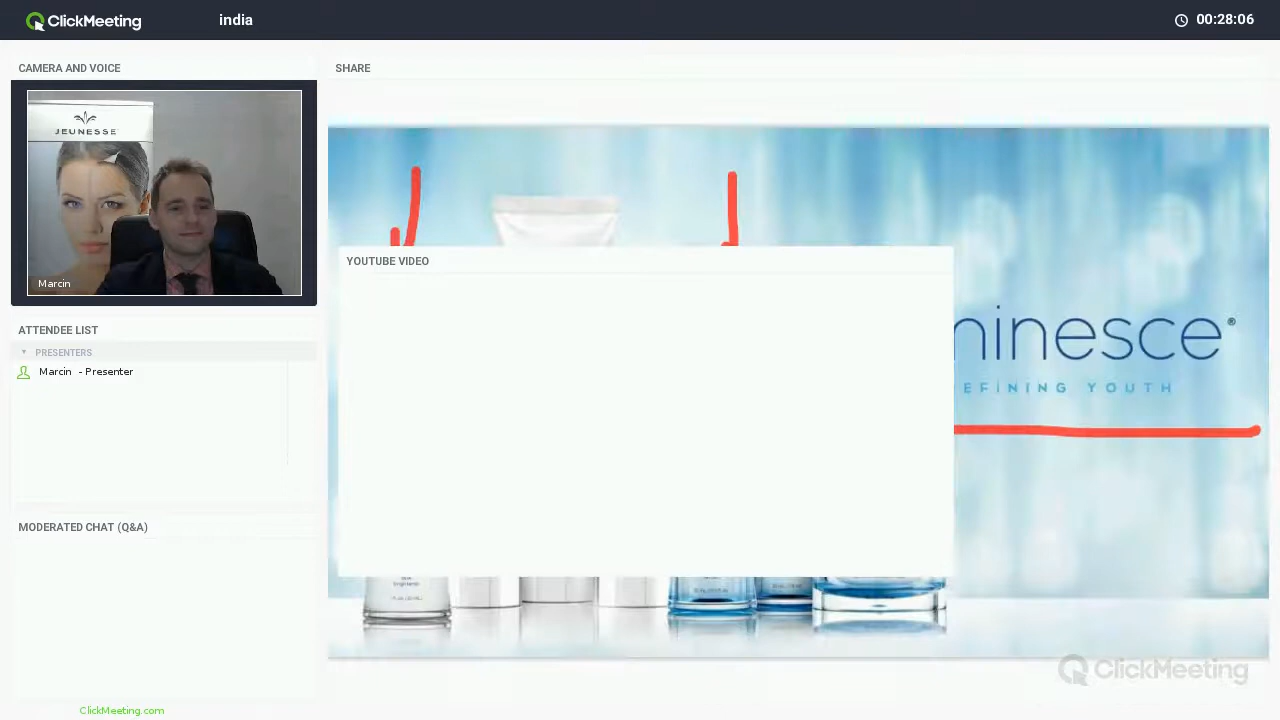 ClickMeeting
india
00:28:06
CAMERA AND VOICE
SHARE
JEUNESSE
Marcin
YOUTUBE VIDEO
ATTENDEE LIST
PRESENTERS
Marcin - Presenter
minesce®
EFINING YOUTH
MODERATED CHAT (Q&A)
ClickMeeting
ClickMeeting.com